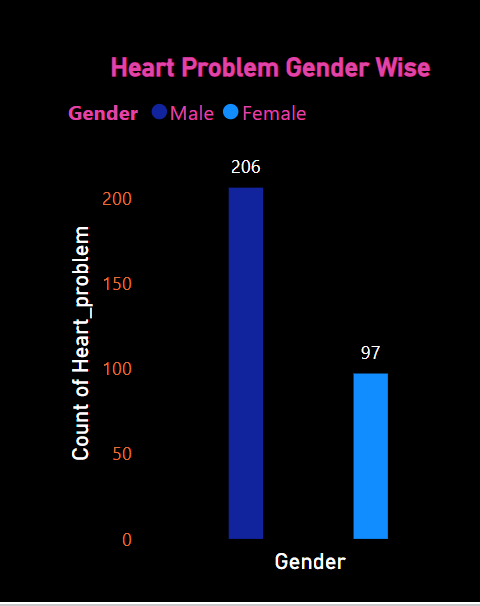 Heart Problem Gender Wise
Gender Male Female
206
200
150
100
50
0
97
Count of Heart_problem
Gender